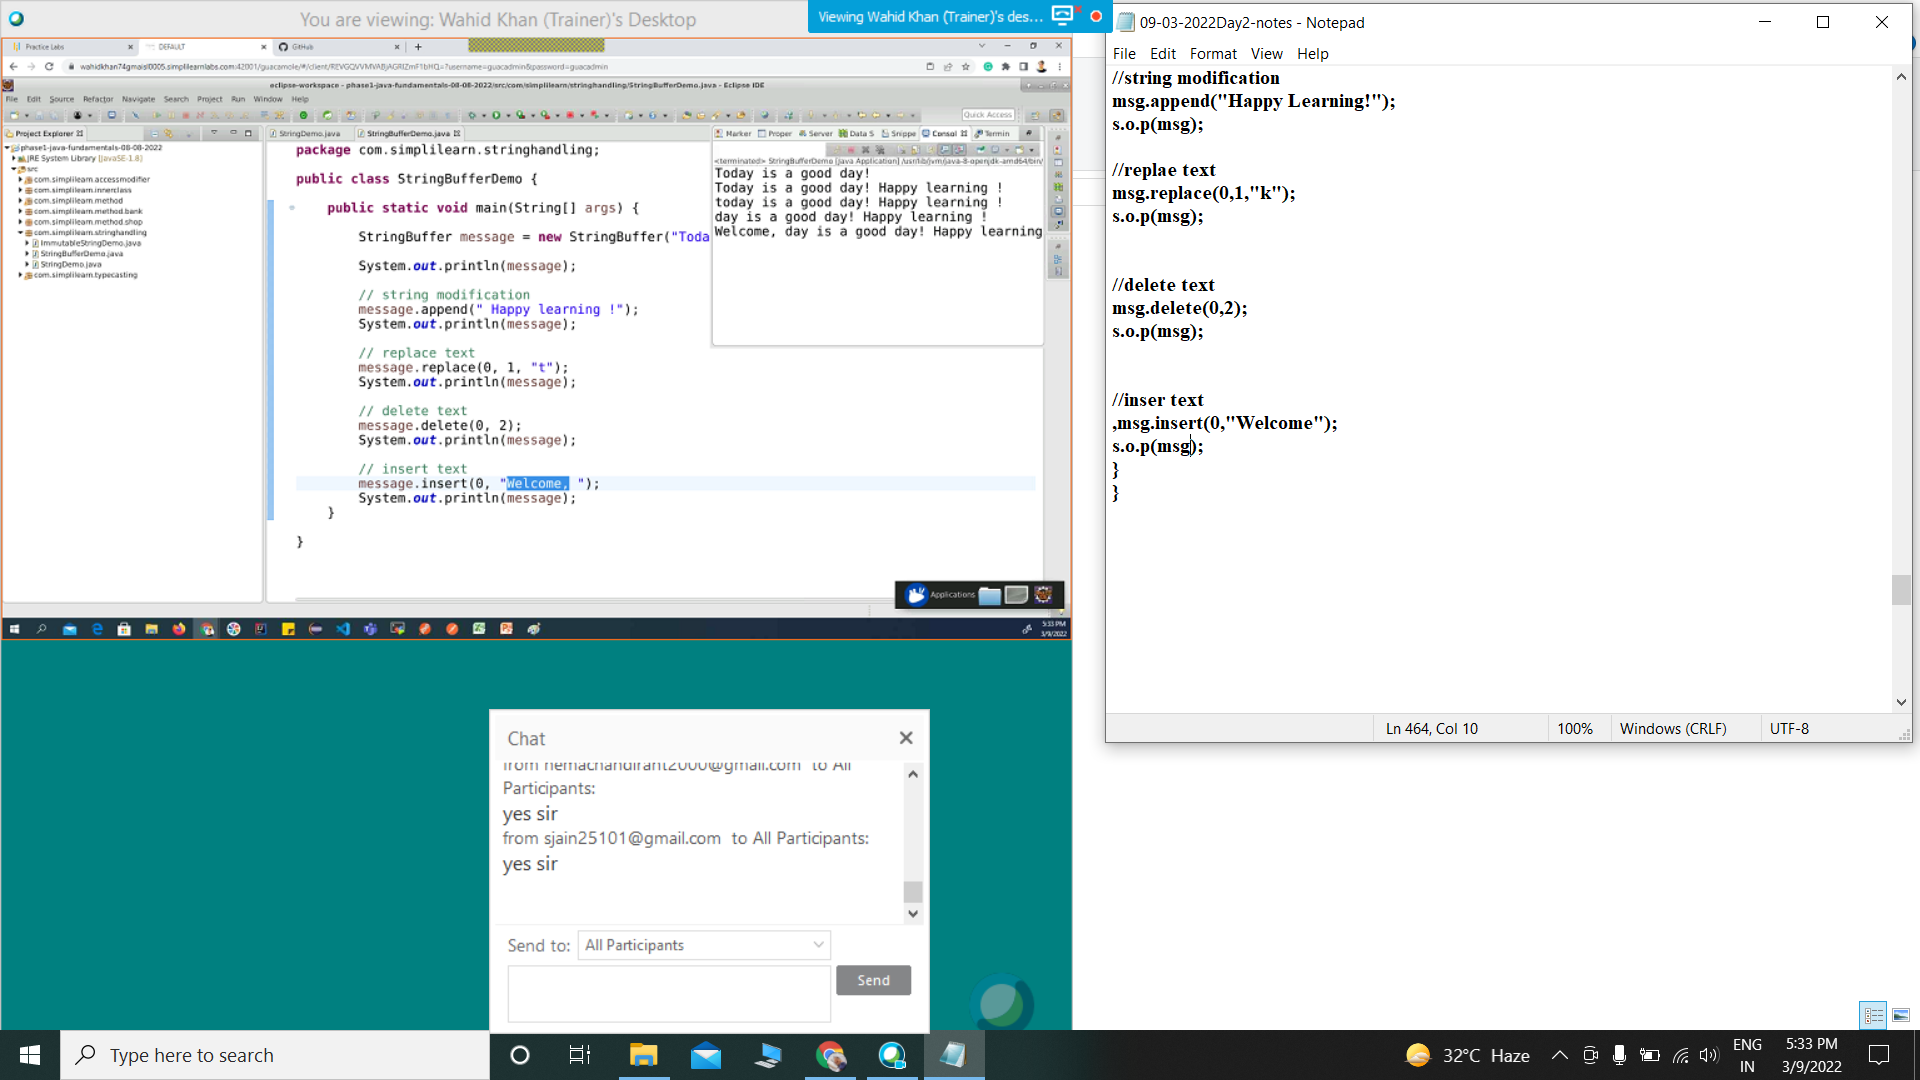 You are viewing: Wahid Khan (Trainer)'s Desktop
Viewing Wahid Khan (Trainer)'s des...
Practice Labs
DEFAULT
GitHub
eclipse-workspace - phase1-java-fundamentals-08-08-2022/src/com/simplilearn/stringhandling/StringBufferDemo.java - Eclipse IDE
File Edit Source Refactor Navigate Search Project Run Window Help
Quick Access
Project Explorer
phase1-java-fundamentals-08-08-2022
JRE System Library [JavaSE-1.8]
src
com.simplilearn.accessmodifier
com.simplilearn.innerclass
com.simplilearn.method
com.simplilearn.method.bank
com.simplilearn.method.shop
com.simplilearn.stringhandling
ImmutableStringDemo.java
StringBufferDemo.java
StringDemo.java
com.simplilearn.typecasting
StringDemo.java
StringBufferDemo.java
package com.simplilearn.stringhandling;
public class StringBufferDemo {
public static void main(String[] args) {
StringBuffer message = new StringBuffer("Toda
System.out.println(message);
// string modification
message.append(" Happy learning !");
System.out.println(message);
// replace text
message.replace(0, 1, "t");
System.out.println(message);
// delete text
message.delete(0, 2);
System.out.println(message);
// insert text
message.insert(0, "Welcome, ");
System.out.println(message);
}
}
Marker Proper Server Data S Snippe Consol Termin
<terminated> StringBufferDemo [Java Application] /usr/lib/jvm/java-8-openjdk-amd64/bin/
Today is a good day!
Today is a good day! Happy learning !
today is a good day! Happy learning !
day is a good day! Happy learning !
Welcome, day is a good day! Happy learning
Applications
5:33 PM
3/9/2022
Chat
from hemachandirant2000@gmail.com to All
Participants:
yes sir
from sjain25101@gmail.com to All Participants:
yes sir
Send to: All Participants
Send
09-03-2022Day2-notes - Notepad
File Edit Format View Help
//string modification
msg.append("Happy Learning!");
s.o.p(msg);
//replae text
msg.replace(0,1,"k");
s.o.p(msg);
//delete text
msg.delete(0,2);
s.o.p(msg);
//inser text
,msg.insert(0,"Welcome");
s.o.p(msg);
}
}
Ln 464, Col 10
100%
Windows (CRLF)
UTF-8
Type here to search
32°C Haze
ENG
IN
5:33 PM
3/9/2022